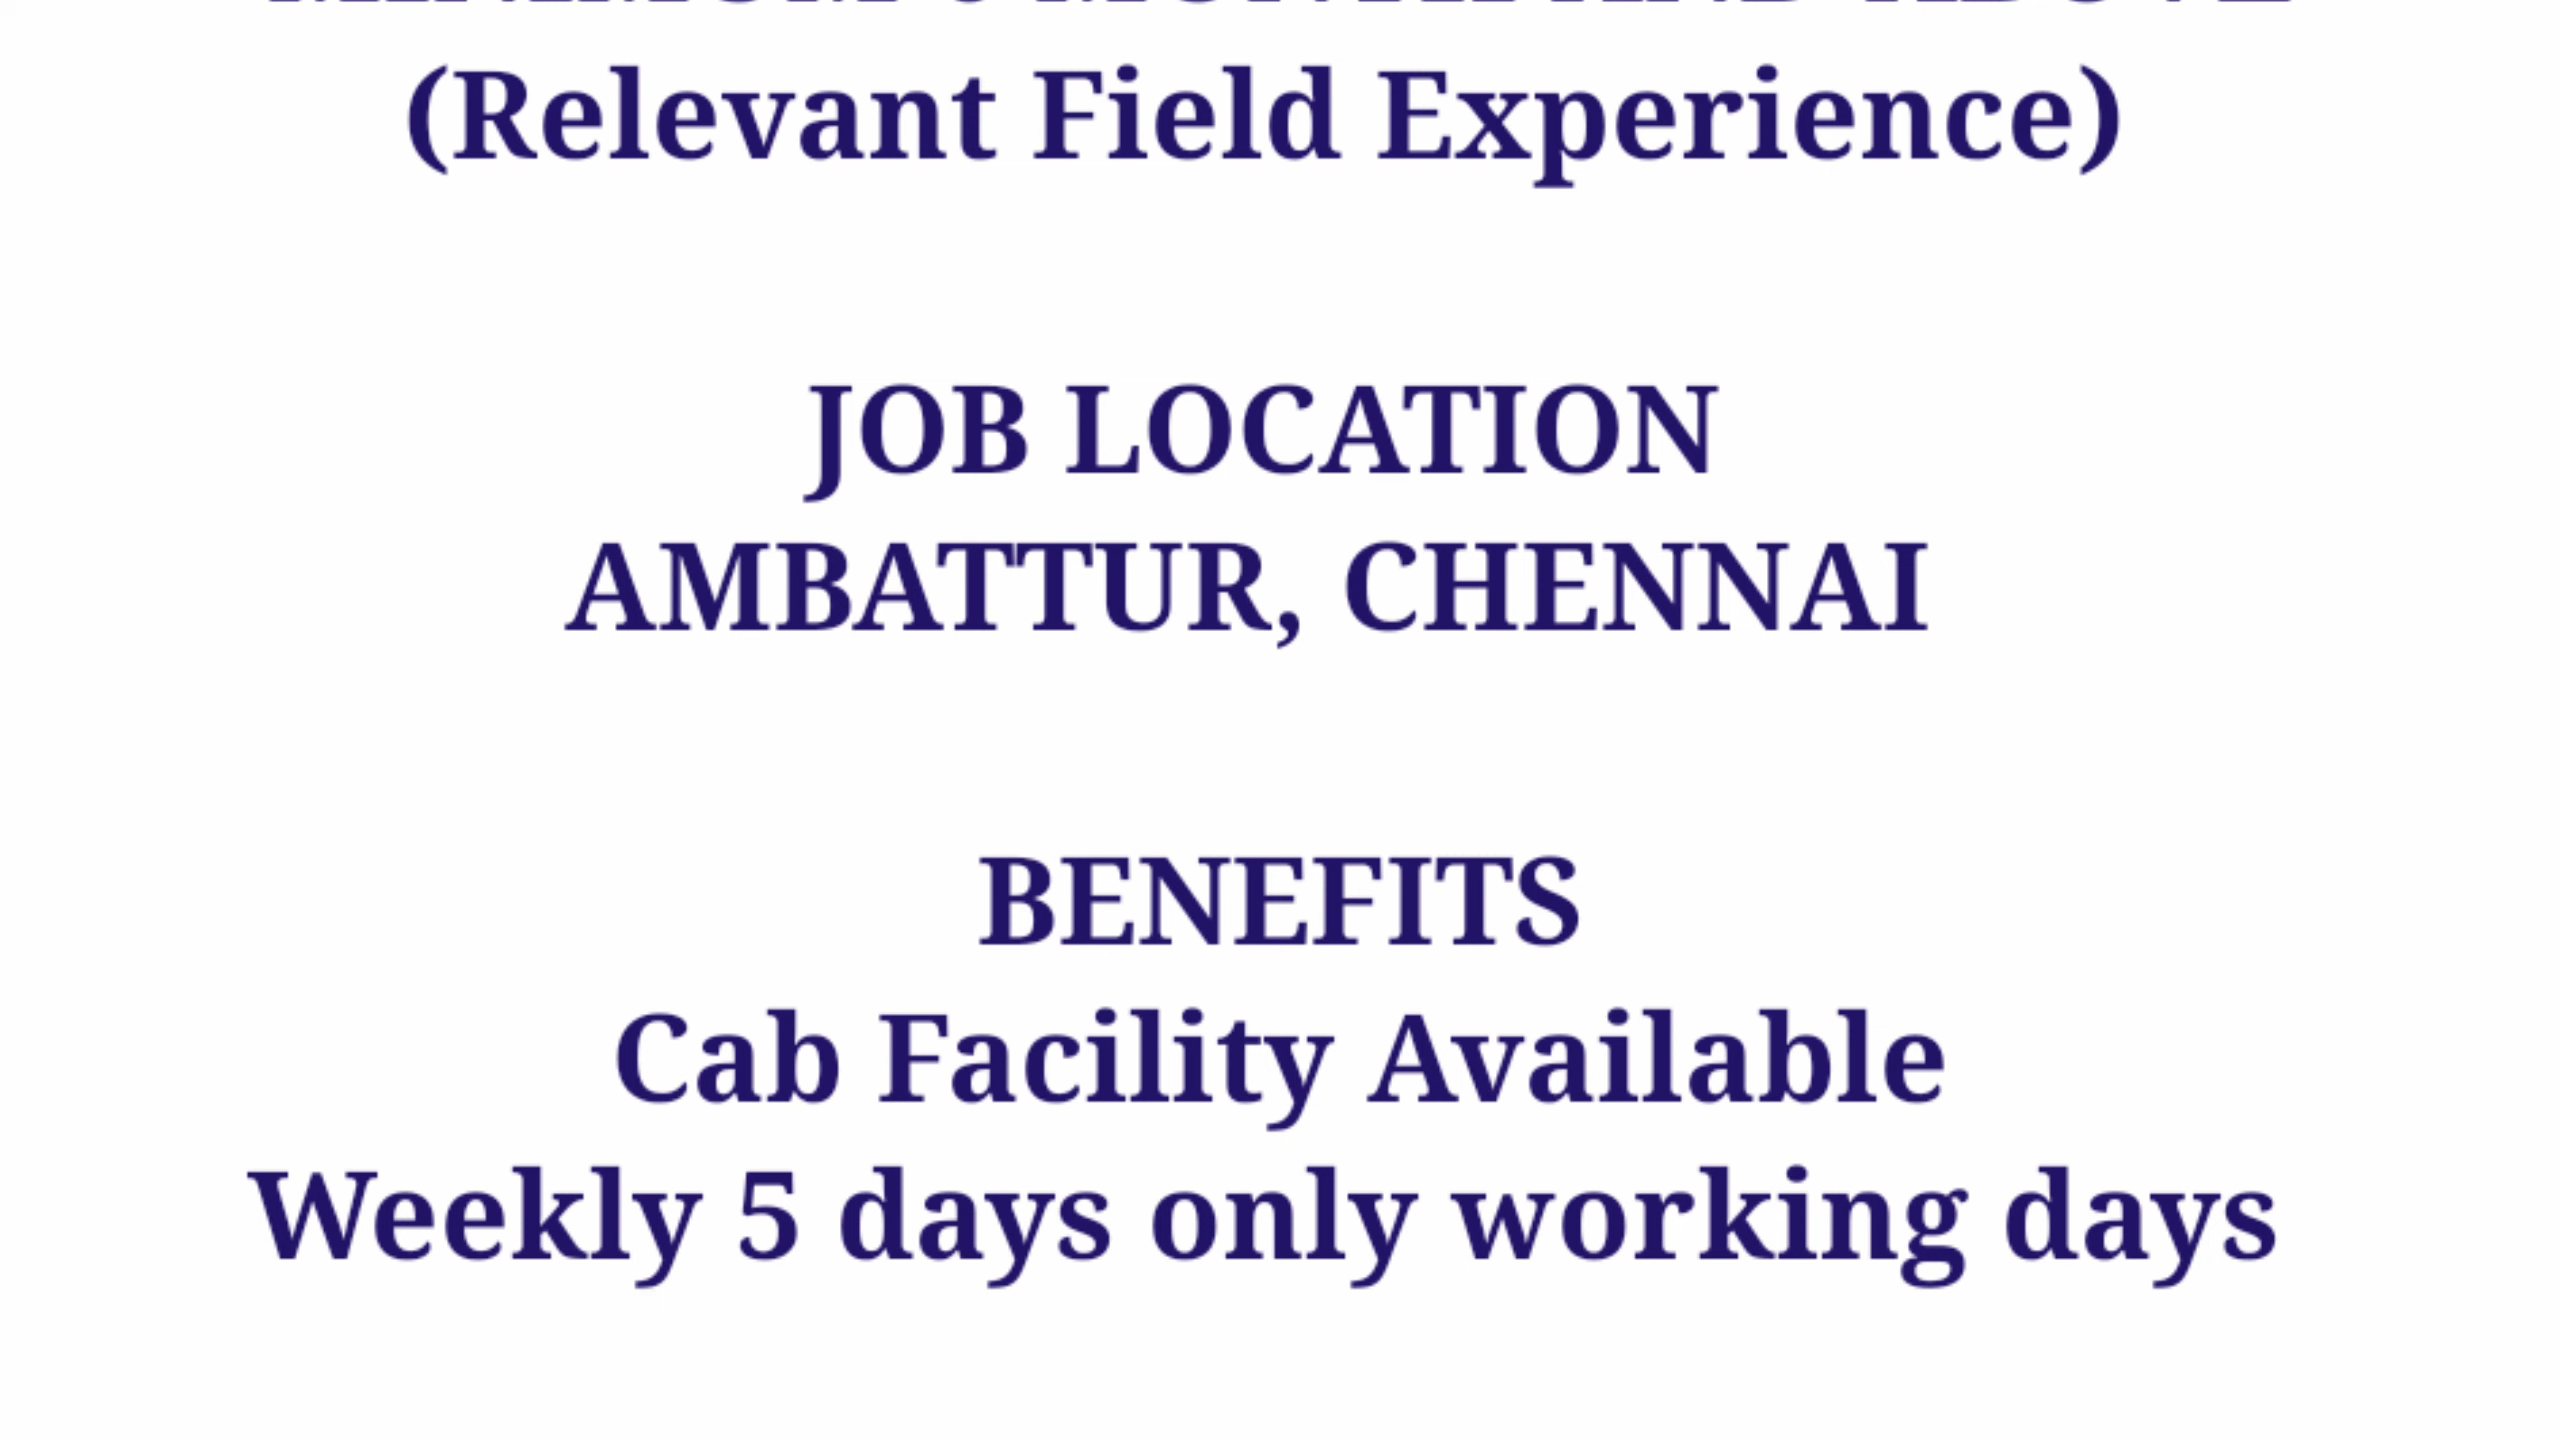 (Relevant Field Experience)
JOB LOCATION
AMBATTUR, CHENNAI
BENEFITS
Cab Facility Available
Weekly 5 days only working days